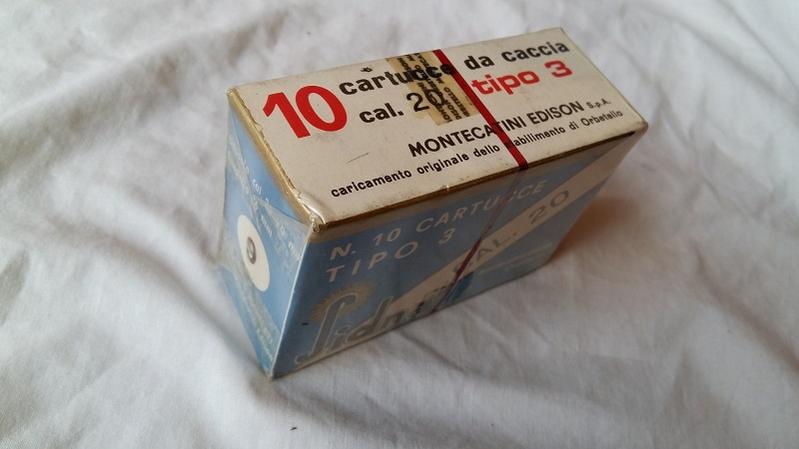 10 cartucce da caccia
cal. 20 tipo 3
MONTECATINI EDISON S.p.A.
caricamento originale dello stabilimento di Orbetello
N. 10 CARTUCCE
TIPO 3
CAL. 20